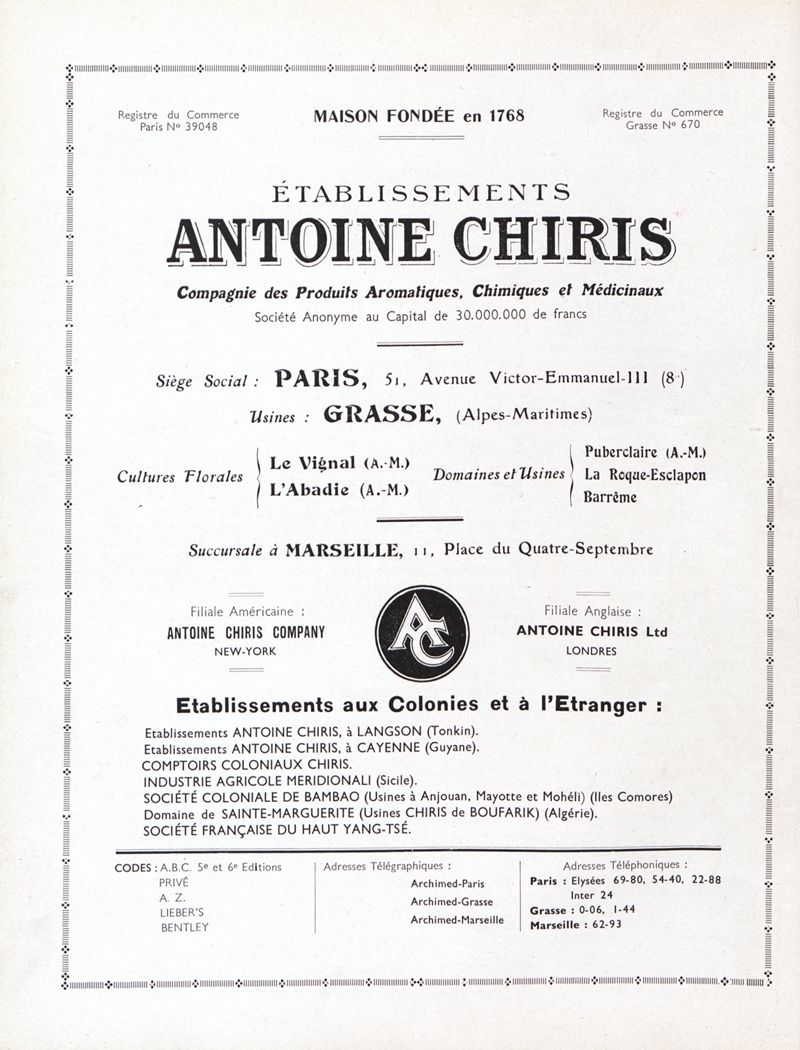 Registre du Commerce
Paris Nº 39048
MAISON FONDÉE en 1768
Registre du Commerce
Grasse Nº 670
ÉTABLISSEMENTS
ANTOINE CHIRIS
Compagnie des Produits Aromatiques, Chimiques et Médicinaux
Société Anonyme au Capital de 30.000.000 de francs
Siège Social : PARIS, 51, Avenue Victor-Emmanuel-III (8e)
Usines : GRASSE, (Alpes-Maritimes)
Cultures Florales
Le Vignal (A.-M.)
L'Abadie (A.-M.)
Domaines et Usines
Puberclaire (A.-M.)
La Roque-Esclapon
Barrême
Succursale à MARSEILLE, 11, Place du Quatre-Septembre
Filiale Américaine :
ANTOINE CHIRIS COMPANY
NEW-YORK
AC
Filiale Anglaise :
ANTOINE CHIRIS Ltd
LONDRES
Etablissements aux Colonies et à l'Etranger :
Etablissements ANTOINE CHIRIS, à LANGSON (Tonkin).
Etablissements ANTOINE CHIRIS, à CAYENNE (Guyane).
COMPTOIRS COLONIAUX CHIRIS.
INDUSTRIE AGRICOLE MERIDIONALI (Sicile).
SOCIÉTÉ COLONIALE DE BAMBAO (Usines à Anjouan, Mayotte et Mohéli) (Iles Comores)
Domaine de SAINTE-MARGUERITE (Usines CHIRIS de BOUFARIK) (Algérie).
SOCIÉTÉ FRANÇAISE DU HAUT YANG-TSÉ.
CODES : A.B.C. 5e et 6e Editions
PRIVÉ
A. Z.
LIEBER'S
BENTLEY
Adresses Télégraphiques :
Archimed-Paris
Archimed-Grasse
Archimed-Marseille
Adresses Téléphoniques :
Paris : Elysées 69-80, 54-40, 22-88
Inter 24
Grasse : 0-06, 1-44
Marseille : 62-93